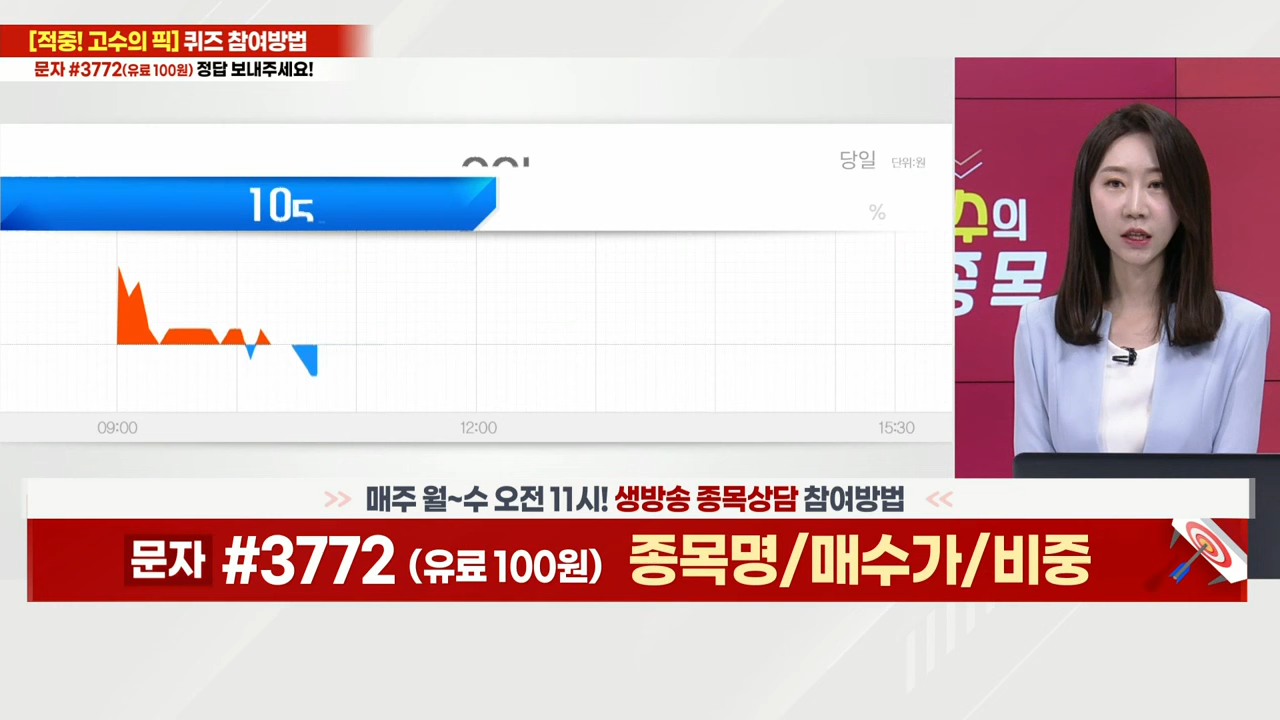 [적중! 고수의 픽] 퀴즈 참여방법
문자 #3772(유료 100원) 정답 보내주세요!
당일 단위:원
%
수의
종목
09:00 12:00 15:30
매주 월~수 오전 11시! 생방송 종목상담 참여방법
문자 #3772 (유료 100원) 종목명/매수가/비중